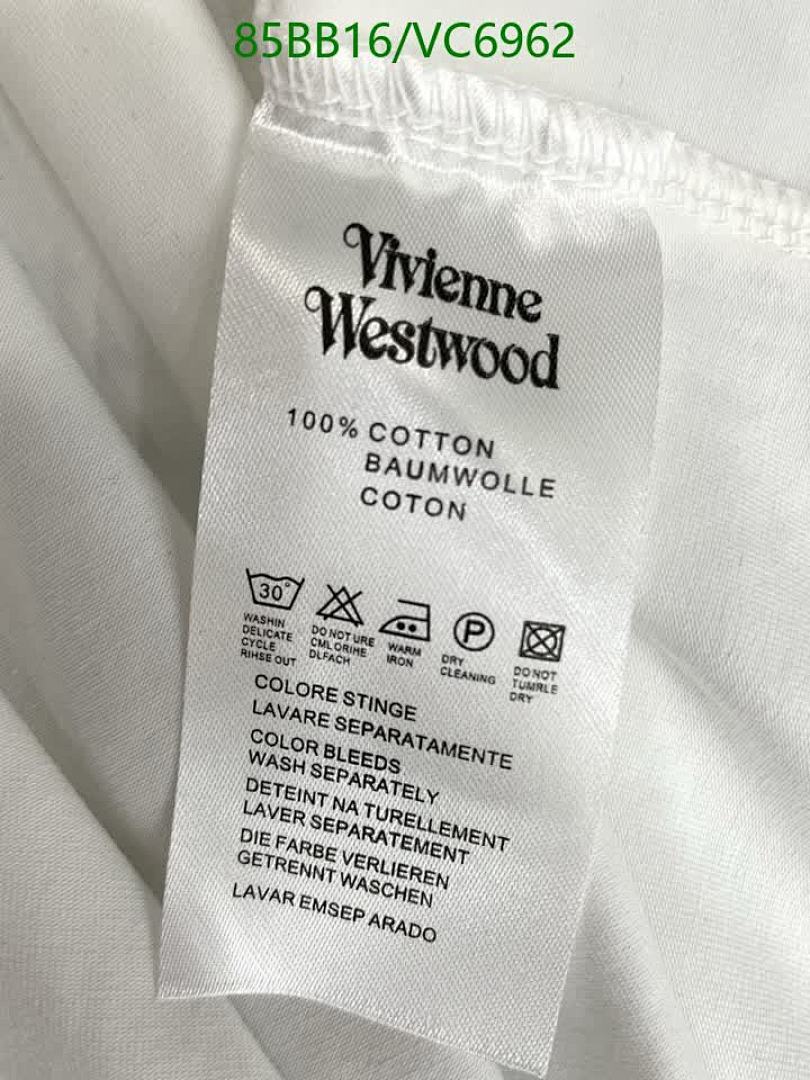 85BB16/VC6962
Vivienne
Westwood
100% COTTON
BAUMWOLLE
COTON
30°
P
WASHIN
DELICATE
CYCLE
RIHSE OUT
DO NOT URE
CMLORIHE
DLFACH
WARM
IRON
DRY
CLEANING
DO NOT
TUMRLE
DRY
COLORE STINGE
LAVARE SEPARATAMENTE
COLOR BLEEDS
WASH SEPARATELY
DETEINT NA TURELLEMENT
LAVER SEPARATEMENT
DIE FARBE VERLIEREN
GETRENNT WASCHEN
LAVAR EMSEP ARADO